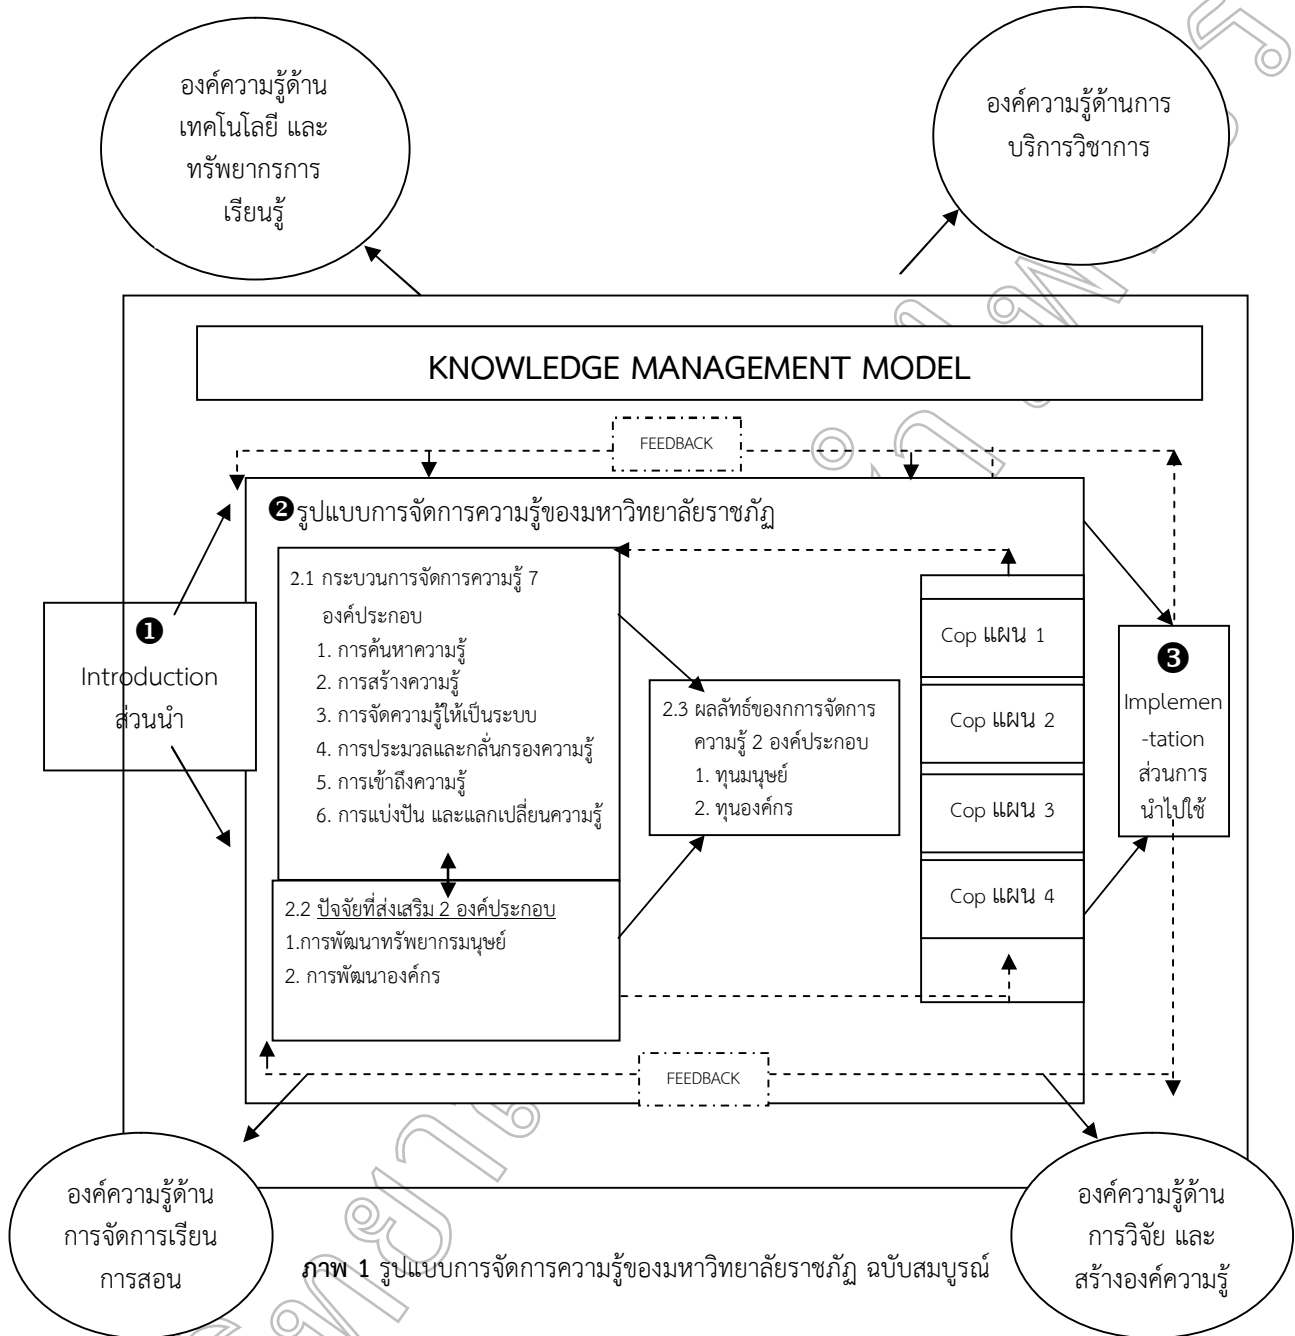 องค์ความรู้ด้าน
เทคโนโลยี และ
ทรัพยากรการ
เรียนรู้
องค์ความรู้ด้านการ
บริการวิชาการ
KNOWLEDGE MANAGEMENT MODEL
FEEDBACK
❷รูปแบบการจัดการความรู้ของมหาวิทยาลัยราชภัฏ
❶
Introduction
ส่วนนำ
2.1 กระบวนการจัดการความรู้ 7
องค์ประกอบ
1. การค้นหาความรู้
2. การสร้างความรู้
3. การจัดความรู้ให้เป็นระบบ
4. การประมวลและกลั่นกรองความรู้
5. การเข้าถึงความรู้
6. การแบ่งปัน และแลกเปลี่ยนความรู้
2.2 ปัจจัยที่ส่งเสริม 2 องค์ประกอบ
1.การพัฒนาทรัพยากรมนุษย์
2. การพัฒนาองค์กร
2.3 ผลลัทธ์ของกการจัดการ
ความรู้ 2 องค์ประกอบ
1. ทุนมนุษย์
2. ทุนองค์กร
Cop แผน 1
Cop แผน 2
Cop แผน 3
Cop แผน 4
❸
Implemen
-tation
ส่วนการ
นำไปใช้
FEEDBACK
องค์ความรู้ด้าน
การจัดการเรียน
การสอน
องค์ความรู้ด้าน
การวิจัย และ
สร้างองค์ความรู้
ภาพ 1 รูปแบบการจัดการความรู้ของมหาวิทยาลัยราชภัฏ ฉบับสมบูรณ์